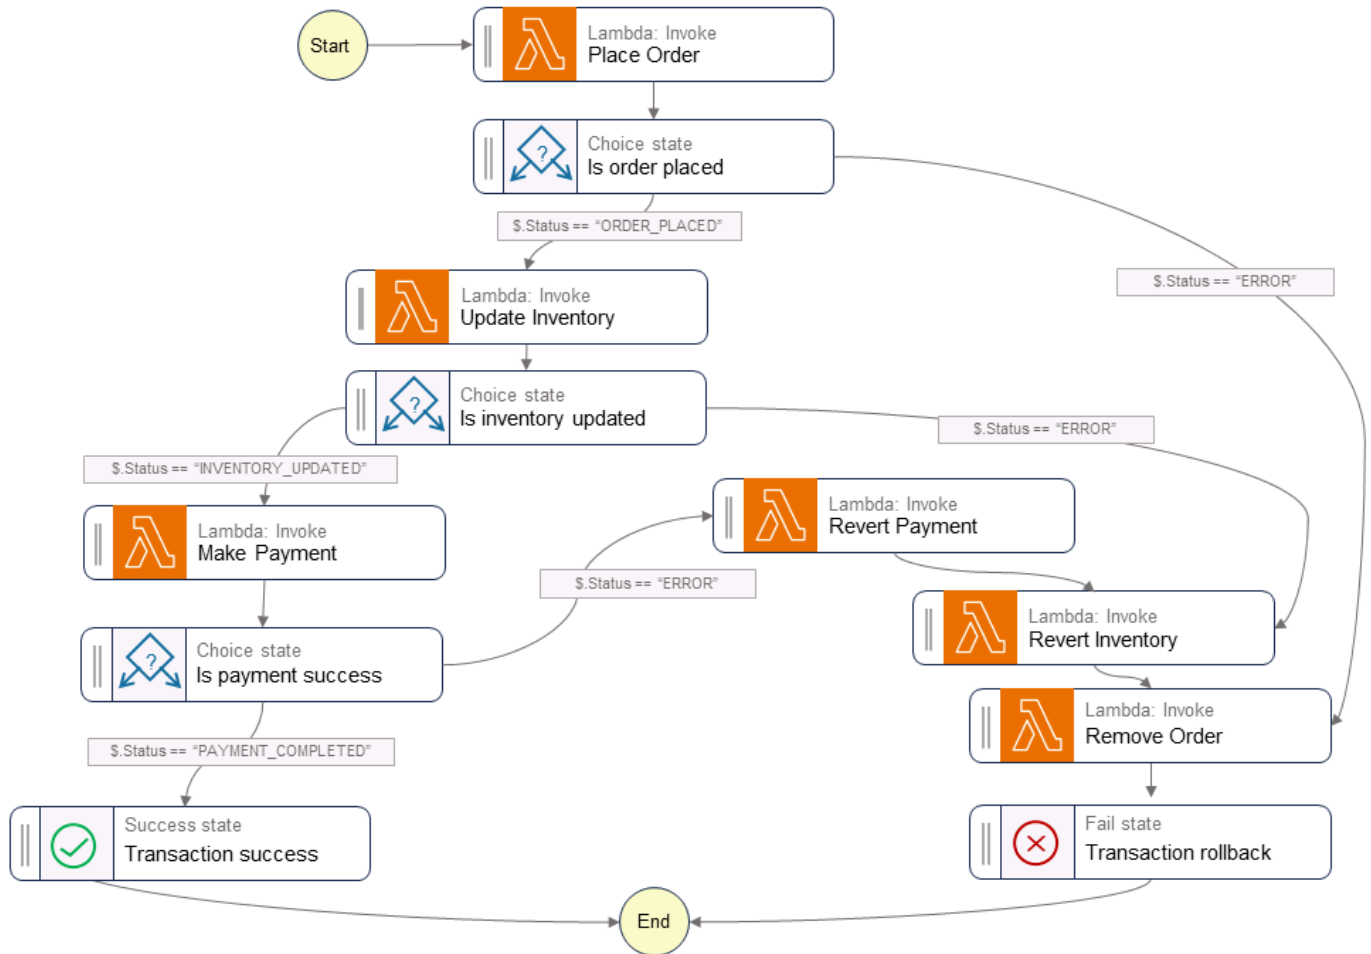 Start
Lambda: Invoke
Place Order
Choice state
Is order placed
$.Status == “ORDER_PLACED”
$.Status == “ERROR”
Lambda: Invoke
Update Inventory
Choice state
Is inventory updated
$.Status == “ERROR”
$.Status == “INVENTORY_UPDATED”
Lambda: Invoke
Make Payment
Lambda: Invoke
Revert Payment
$.Status == “ERROR”
Lambda: Invoke
Revert Inventory
Choice state
Is payment success
Lambda: Invoke
Remove Order
$.Status == “PAYMENT_COMPLETED”
Success state
Transaction success
Fail state
Transaction rollback
End